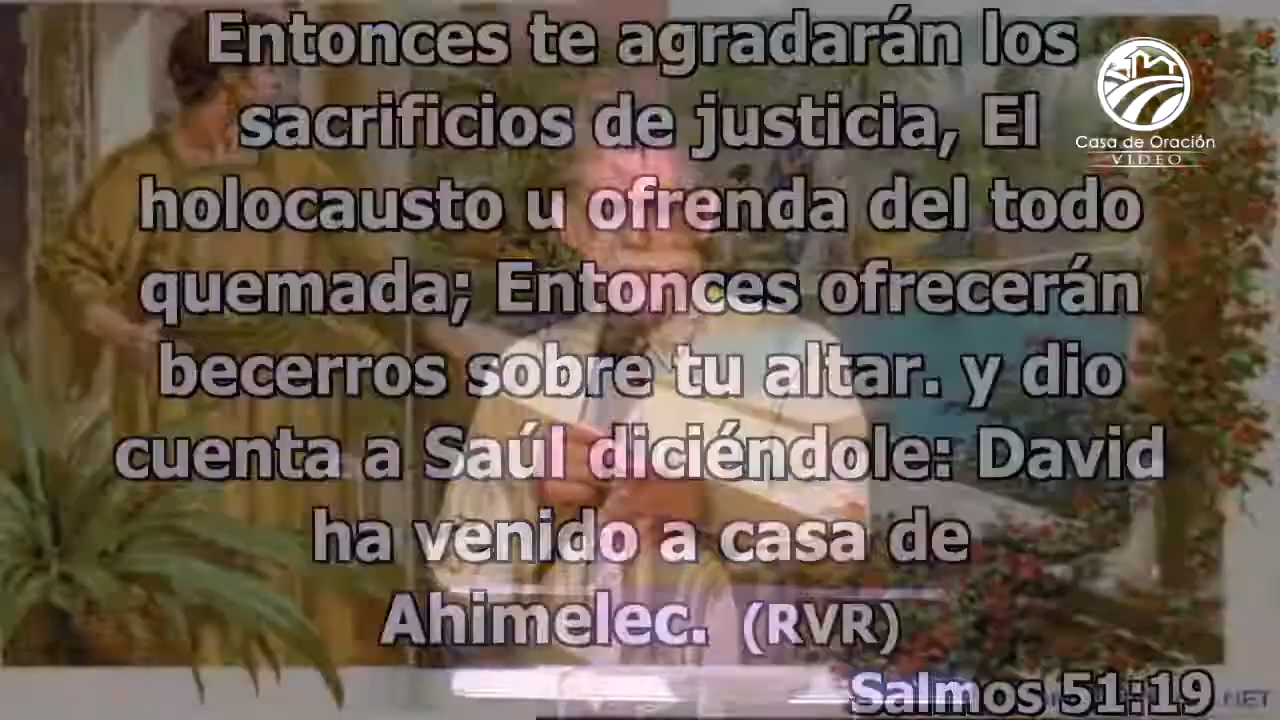 Entonces te agradarán los
sacrificios de justicia, El
holocausto u ofrenda del todo
quemada; Entonces ofrecerán
becerros sobre tu altar. y dio
cuenta a Saúl diciéndole: David
ha venido a casa de
Ahimelec. (RVR)
Salmos 51:19
Casa de Oración
VIDEO